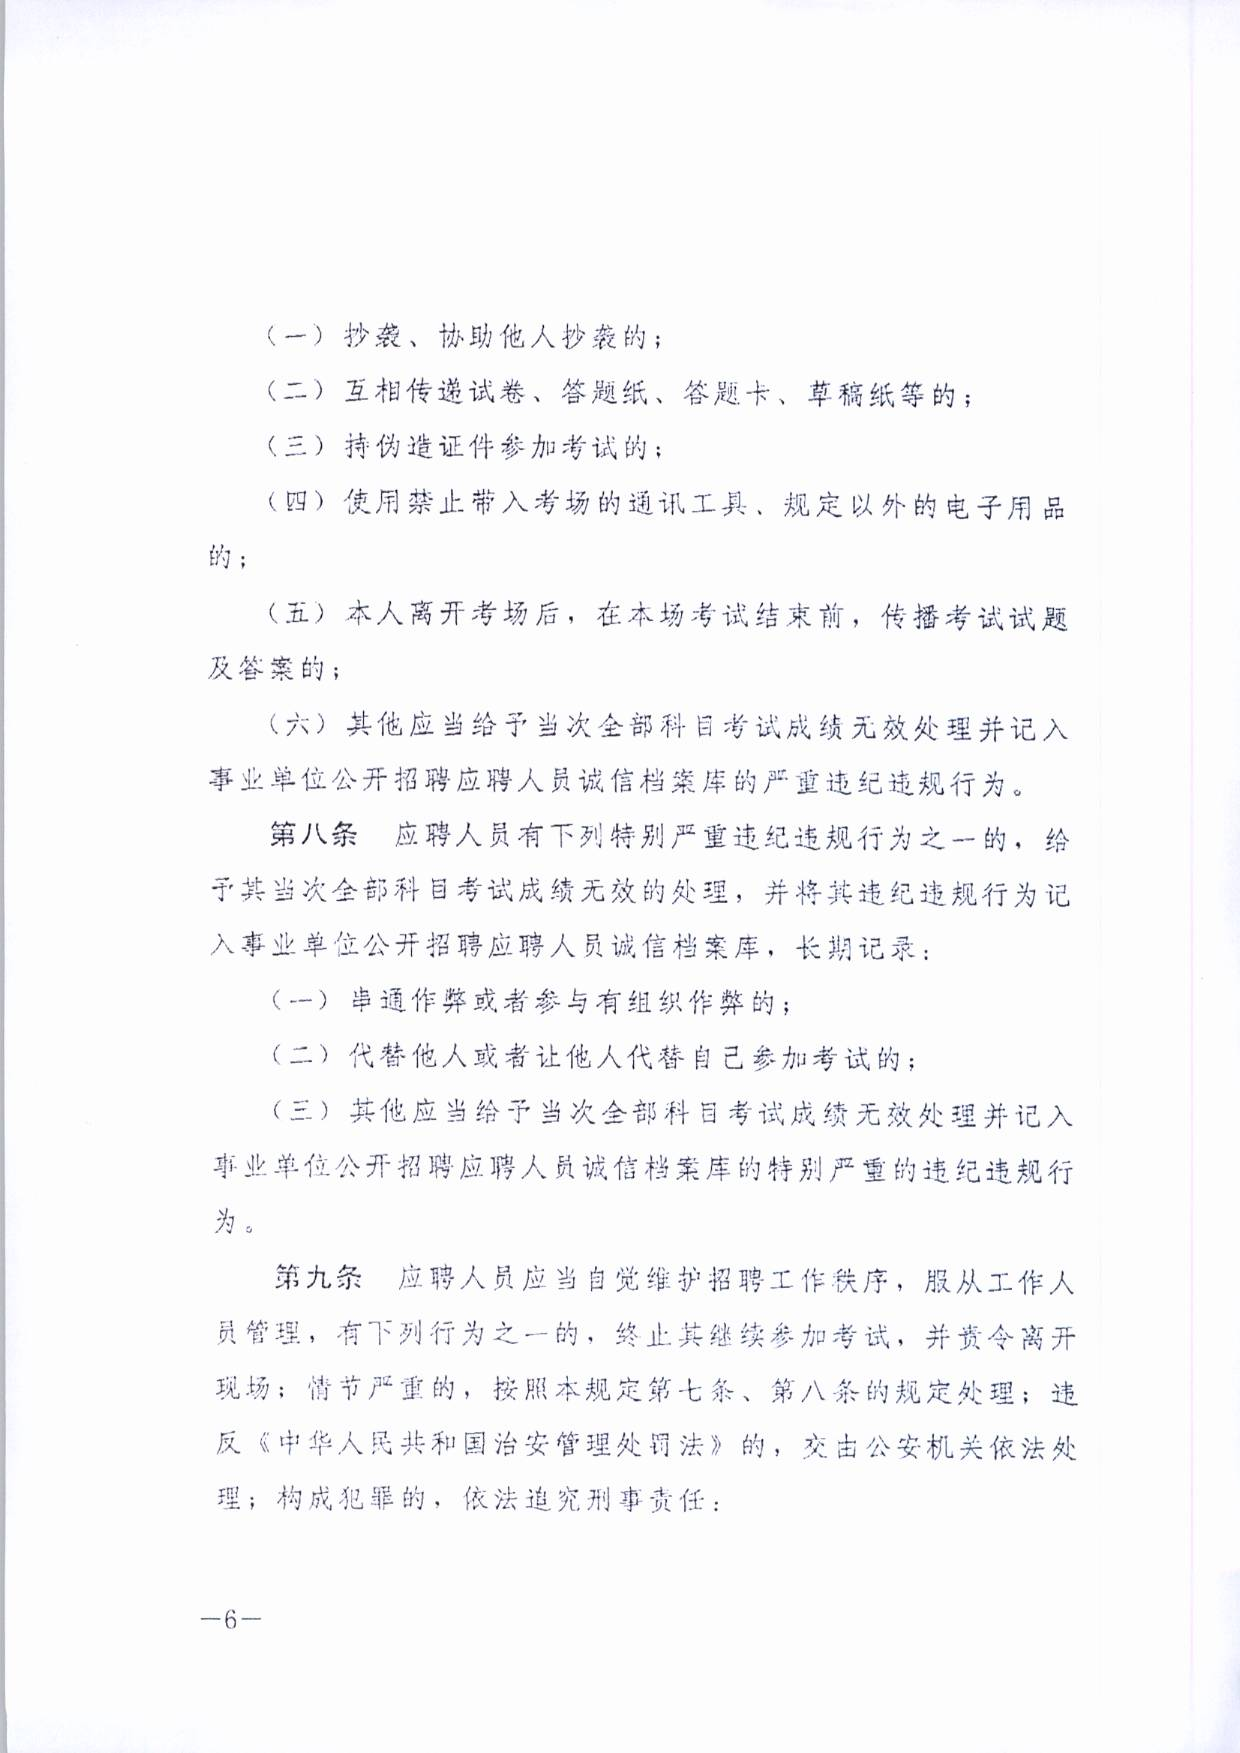 （一）抄袭、协助他人抄袭的；
（二）互相传递试卷、答题纸、答题卡、草稿纸等的；
（三）持伪造证件参加考试的；
（四）使用禁止带入考场的通讯工具、规定以外的电子用品
的；
（五）本人离开考场后，在本场考试结束前，传播考试试题
及答案的；
（六）其他应当给予当次全部科目考试成绩无效处理并记入
事业单位公开招聘应聘人员诚信档案库的严重违纪违规行为。
第八条　应聘人员有下列特别严重违纪违规行为之一的，给
予其当次全部科目考试成绩无效的处理，并将其违纪违规行为记
入事业单位公开招聘应聘人员诚信档案库，长期记录：
（一）串通作弊或者参与有组织作弊的；
（二）代替他人或者让他人代替自己参加考试的；
（三）其他应当给予当次全部科目考试成绩无效处理并记入
事业单位公开招聘应聘人员诚信档案库的特别严重的违纪违规行
为。
第九条　应聘人员应当自觉维护招聘工作秩序，服从工作人
员管理，有下列行为之一的，终止其继续参加考试，并责令离开
现场；情节严重的，按照本规定第七条、第八条的规定处理；违
反《中华人民共和国治安管理处罚法》的，交由公安机关依法处
理；构成犯罪的，依法追究刑事责任：
—6—